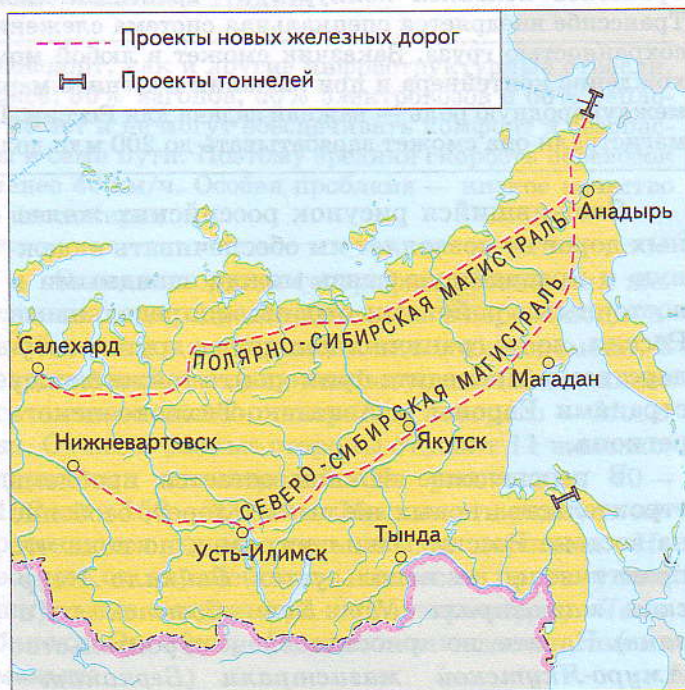 Проекты новых железных дорог
Проекты тоннелей
Анадырь
ПОЛЯРНО-СИБИРСКАЯ МАГИСТРАЛЬ
Салехард
Магадан
СЕВЕРО-СИБИРСКАЯ МАГИСТРАЛЬ
Нижневартовск
Якутск
Усть-Илимск
Тында